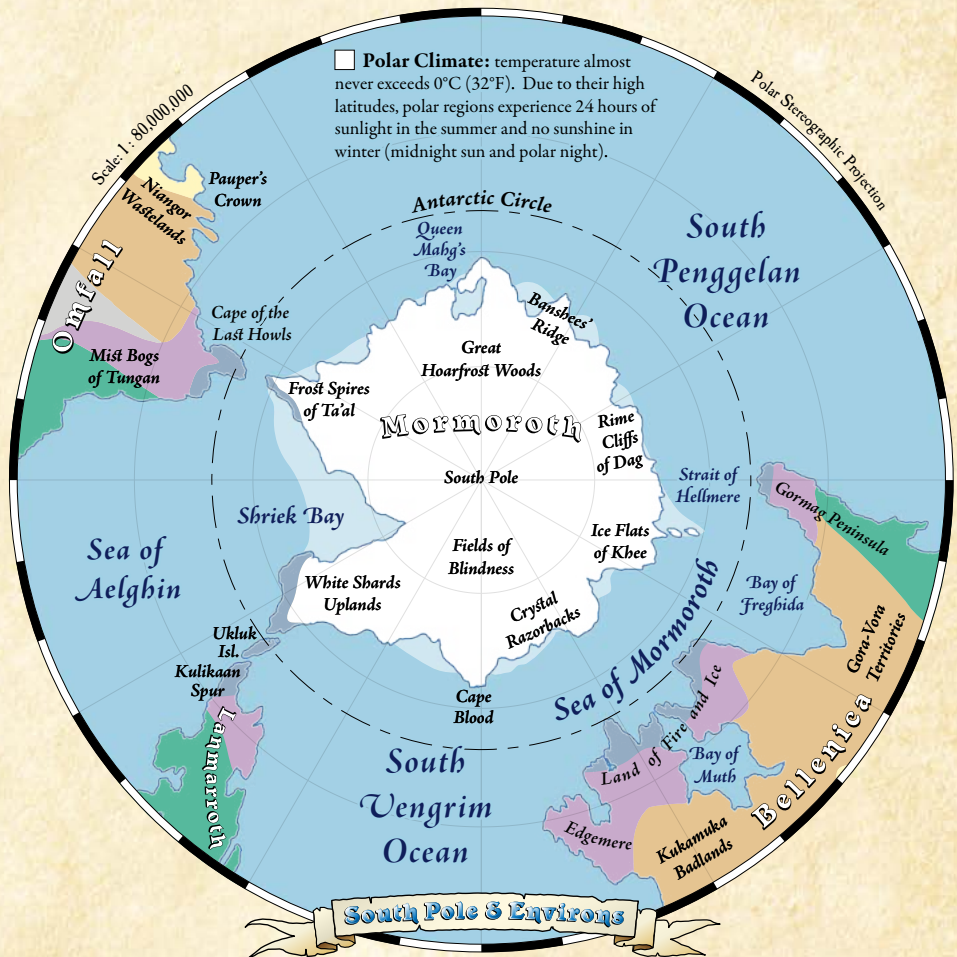 Polar Climate: temperature almost
never exceeds 0°C (32°F). Due to their high
latitudes, polar regions experience 24 hours of
sunlight in the summer and no sunshine in
winter (midnight sun and polar night).
Scale: 1 : 80,000,000
Polar Stereographic Projection
Pauper's
Crown
Niangor
Wastelands
Omfall
Mist Bogs
of Tungan
Cape of the
Last Howls
Antarctic Circle
Queen
Mahg's
Bay
South
Penggelan
Ocean
Banshees'
Ridge
Great
Hoarfrost Woods
Frost Spires
of Ta'al
Mormoroth
Rime
Cliffs
of Dag
South Pole
Strait of
Hellmere
Gormag Peninsula
Shriek Bay
Sea of
Aelghin
Fields of
Blindness
Ice Flats
of Khee
White Shards
Uplands
Crystal
Razorbacks
Bay of
Freghida
Gora-Vora
Territories
Ukluk
Isl.
Kulikaan
Spur
Lanmarroth
Cape
Blood
Sea of Mormoroth
Land of Fire and Ice
Bay of
Muth
Bellenica
South
Vengrim
Ocean
Edgemere
Kukamuka
Badlands
South Pole & Environs